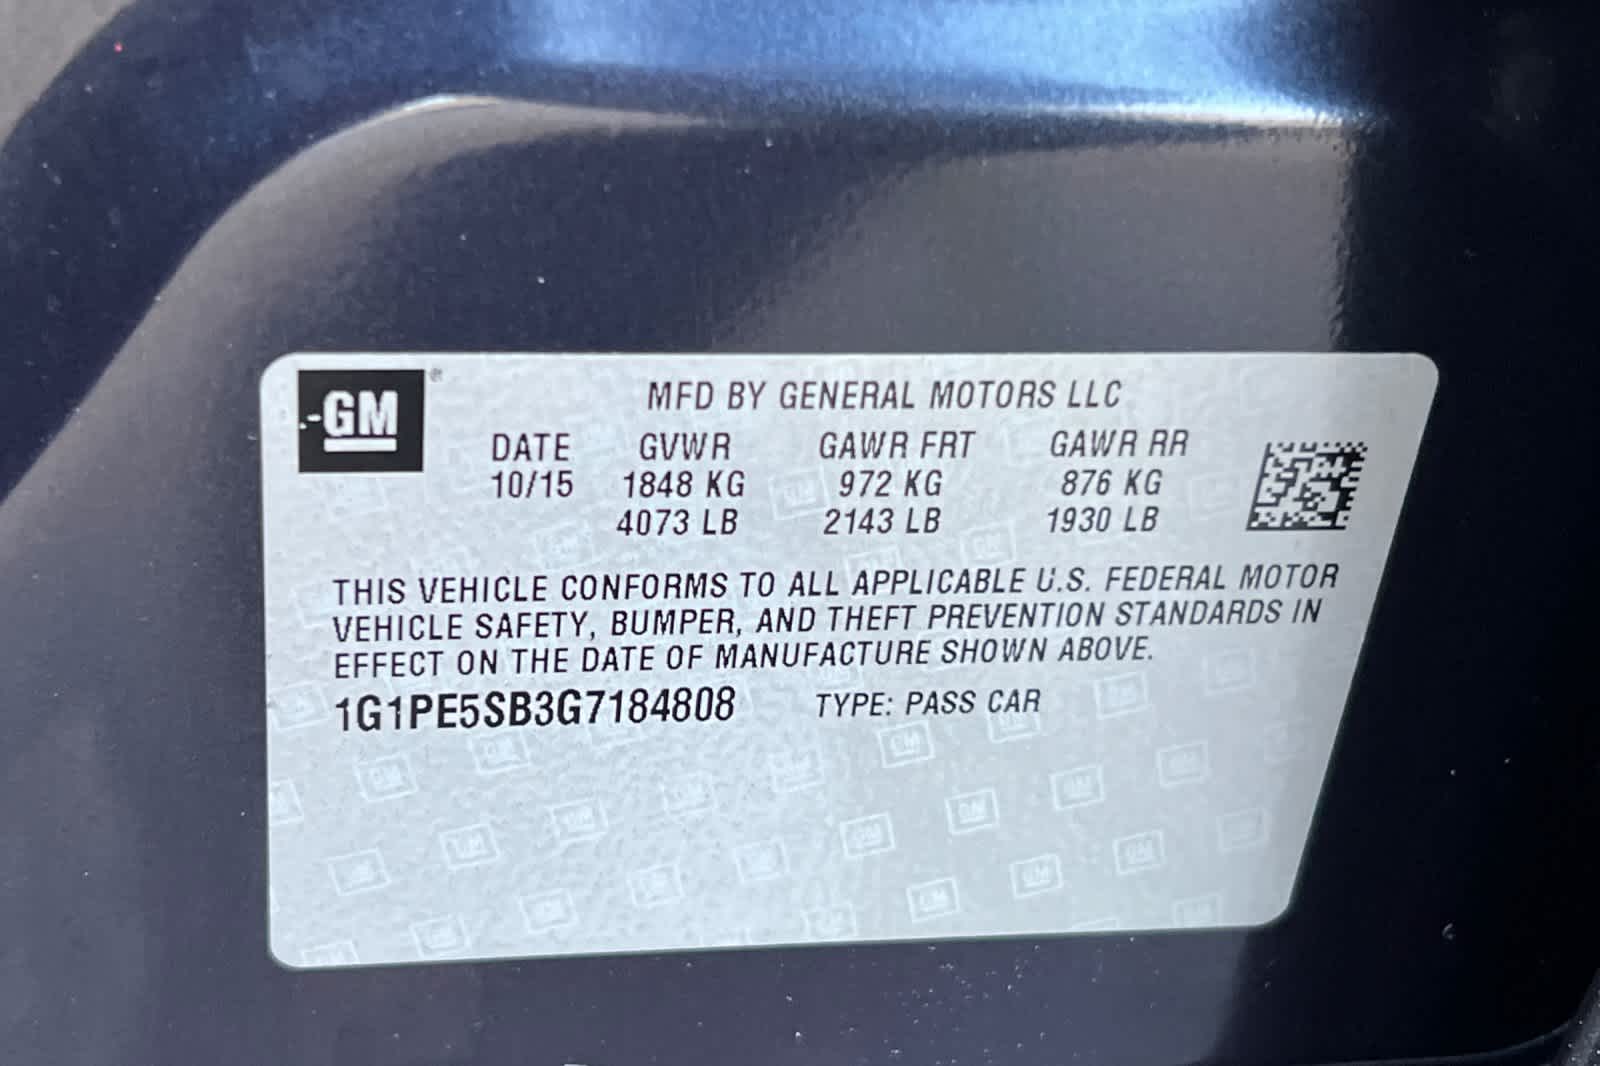 GM ®
MFD BY GENERAL MOTORS LLC
DATE GVWR GAWR FRT GAWR RR
10/15 1848 KG 972 KG 876 KG
4073 LB 2143 LB 1930 LB
THIS VEHICLE CONFORMS TO ALL APPLICABLE U.S. FEDERAL MOTOR
VEHICLE SAFETY, BUMPER, AND THEFT PREVENTION STANDARDS IN
EFFECT ON THE DATE OF MANUFACTURE SHOWN ABOVE.
1G1PE5SB3G7184808 TYPE: PASS CAR